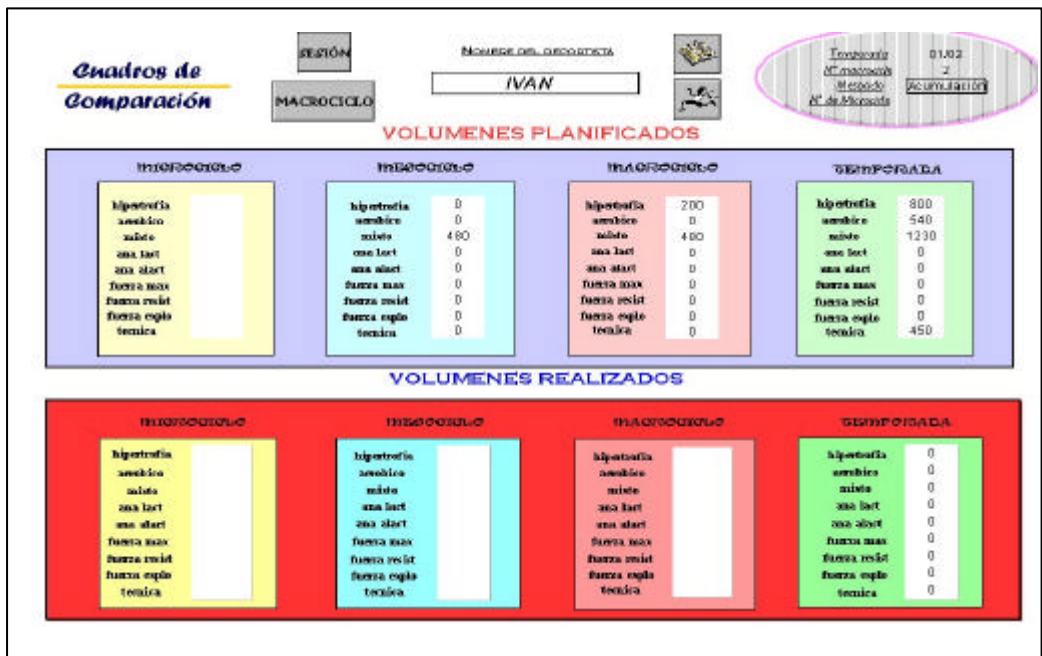 Cuadros de
Comparación
SESIÓN
MACROCICLO
NOMBRE DEL DEPORTISTA
IVAN
Temporada 01/02
Nº macrociclo 2
Mesociclo Acumulación
Nº de Microciclo
VOLUMENES PLANIFICADOS
MICROCICLO
hipertrofia
aerobico
mixto
ana lact
ana alact
fuerza max
fuerza resist
fuerza explo
tecnica
MESOCICLO
hipertrofia 0
aerobico 0
mixto 480
ana lact 0
ana alact 0
fuerza max 0
fuerza resist 0
fuerza explo 0
tecnica 0
MACROCICLO
hipertrofia 200
aerobico 0
mixto 480
ana lact 0
ana alact 0
fuerza max 0
fuerza resist 0
fuerza explo 0
tecnica 0
TEMPORADA
hipertrofia 800
aerobico 540
mixto 1230
ana lact 0
ana alact 0
fuerza max 0
fuerza resist 0
fuerza explo 0
tecnica 450
VOLUMENES REALIZADOS
MICROCICLO
hipertrofia
aerobico
mixto
ana lact
ana alact
fuerza max
fuerza resist
fuerza explo
tecnica
MESOCICLO
hipertrofia
aerobico
mixto
ana lact
ana alact
fuerza max
fuerza resist
fuerza explo
tecnica
MACROCICLO
hipertrofia
aerobico
mixto
ana lact
ana alact
fuerza max
fuerza resist
fuerza explo
tecnica
TEMPORADA
hipertrofia 0
aerobico 0
mixto 0
ana lact 0
ana alact 0
fuerza max 0
fuerza resist 0
fuerza explo 0
tecnica 0